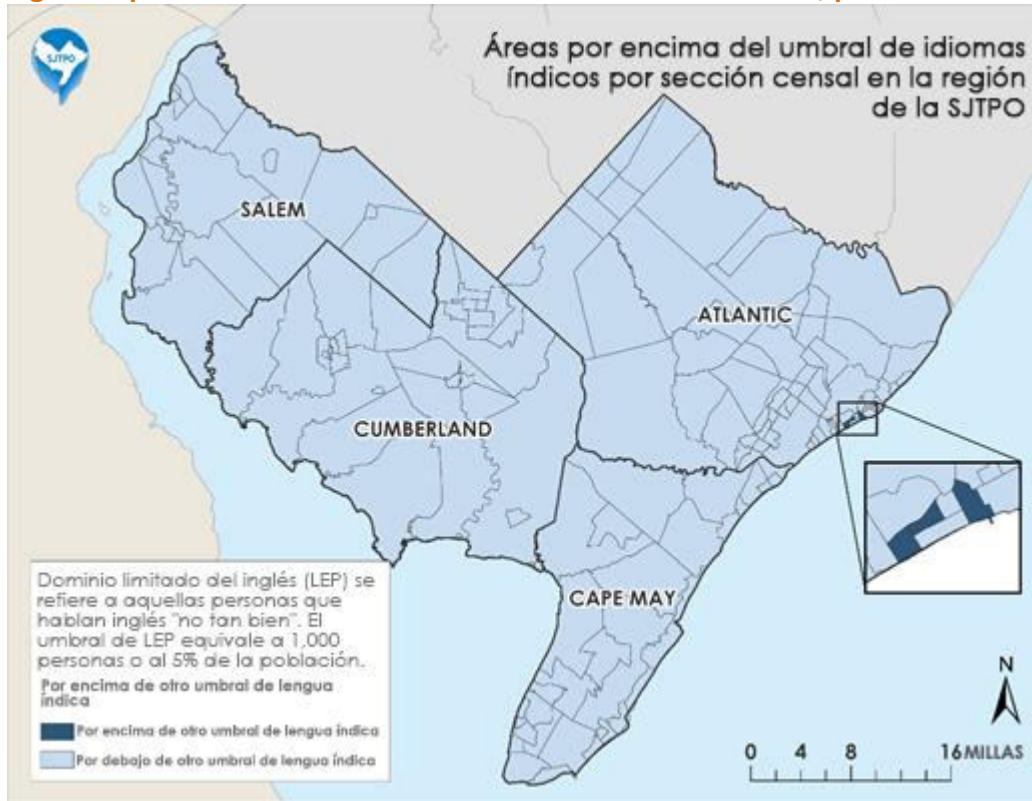 SJTPO
Áreas por encima del umbral de idiomas
índicos por sección censal en la región
de la SJTPO
SALEM
ATLANTIC
CUMBERLAND
CAPE MAY
Dominio limitado del inglés (LEP) se
refiere a aquellas personas que
hablan inglés "no tan bien". El
umbral de LEP equivale a 1,000
personas o al 5% de la población.
Por encima de otro umbral de lengua
índica
Por encima de otro umbral de lengua índica
Por debajo de otro umbral de lengua índica
N
0 4 8 16 MILLAS